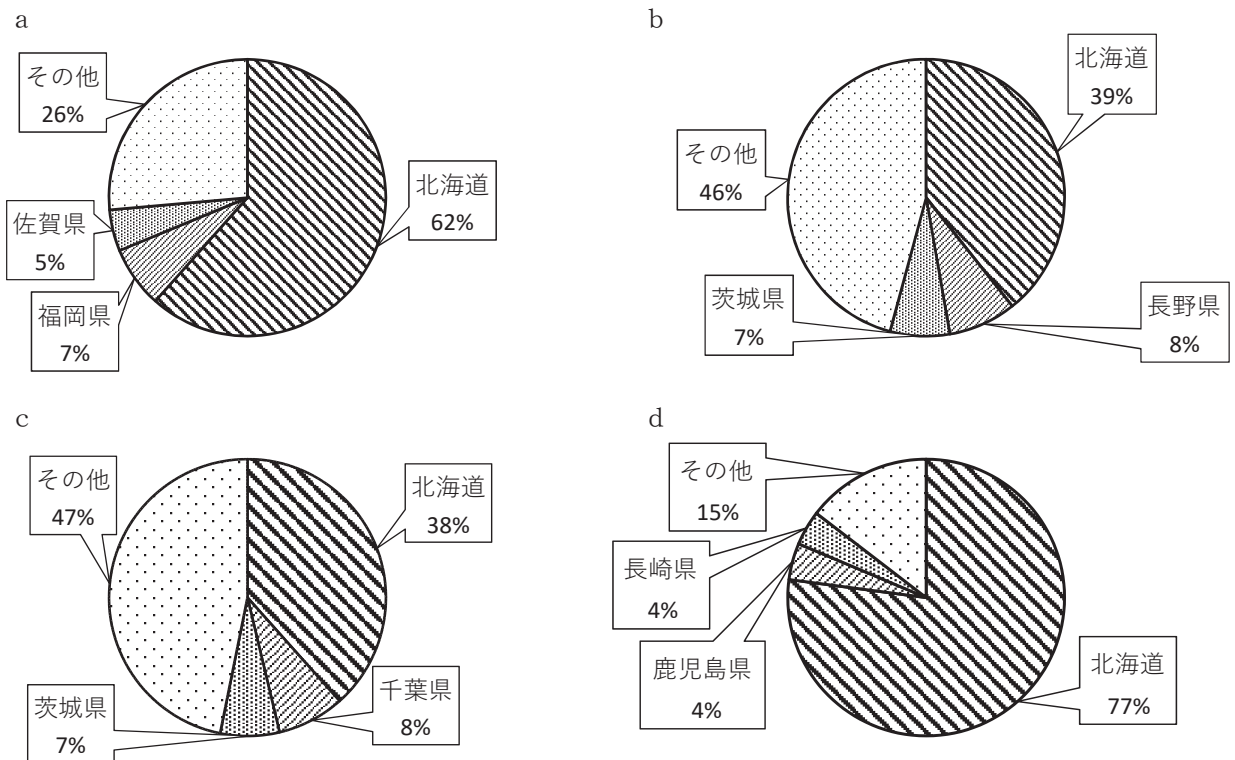 a
その他
26%
北海道
62%
佐賀県
5%
福岡県
7%
b
北海道
39%
その他
46%
茨城県
7%
長野県
8%
c
その他
47%
北海道
38%
千葉県
8%
茨城県
7%
d
その他
15%
長崎県
4%
鹿児島県
4%
北海道
77%